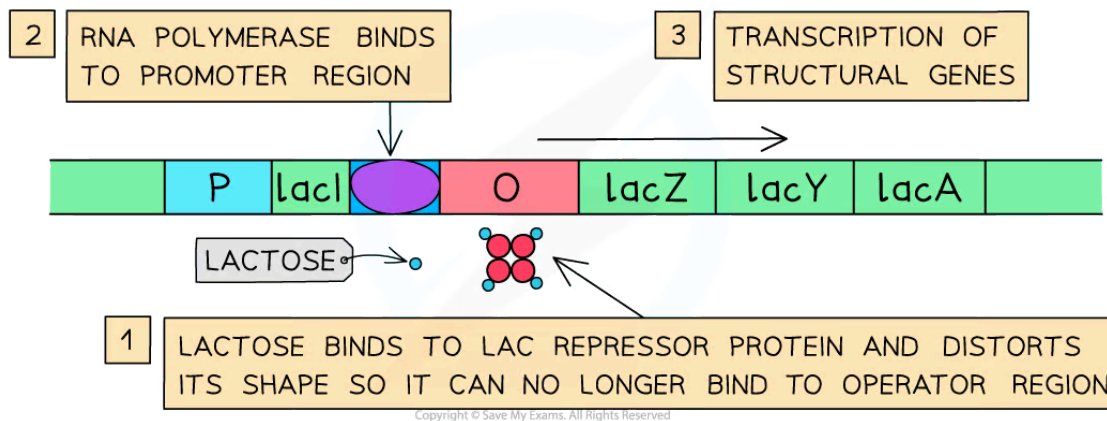 2
RNA POLYMERASE BINDS
TO PROMOTER REGION
3
TRANSCRIPTION OF
STRUCTURAL GENES
P
lacI
O
lacZ
lacY
lacA
LACTOSE
1
LACTOSE BINDS TO LAC REPRESSOR PROTEIN AND DISTORTS
ITS SHAPE SO IT CAN NO LONGER BIND TO OPERATOR REGION
Copyright © Save My Exams. All Rights Reserved